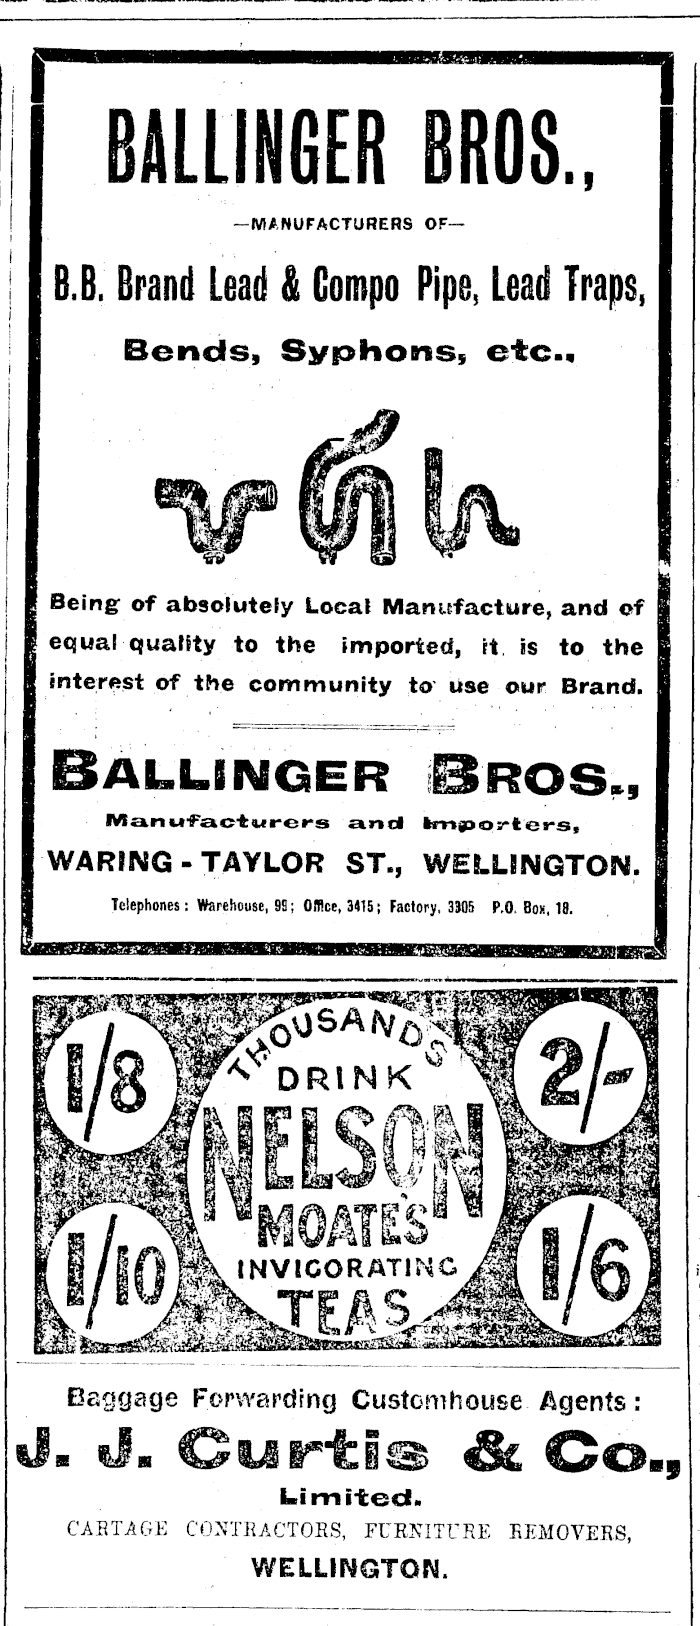 BALLINGER BROS.,
—MANUFACTURERS OF—
B.B. Brand Lead & Compo Pipe, Lead Traps,
Bends, Syphons, etc.,
Being of absolutely Local Manufacture, and of
equal quality to the imported, it is to the
interest of the community to use our Brand.
BALLINGER BROS.,
Manufacturers and Importers,
WARING - TAYLOR ST., WELLINGTON.
Telephones: Warehouse, 99; Office, 3415; Factory, 3305 P.O. Box, 18.
1/8
2/-
THOUSANDS
DRINK
NELSON
MOATE'S
INVIGORATING
TEAS
1/10
1/6
Baggage Forwarding Customhouse Agents:
J. J. Curtis & Co.,
Limited.
CARTAGE CONTRACTORS, FURNITURE REMOVERS,
WELLINGTON.